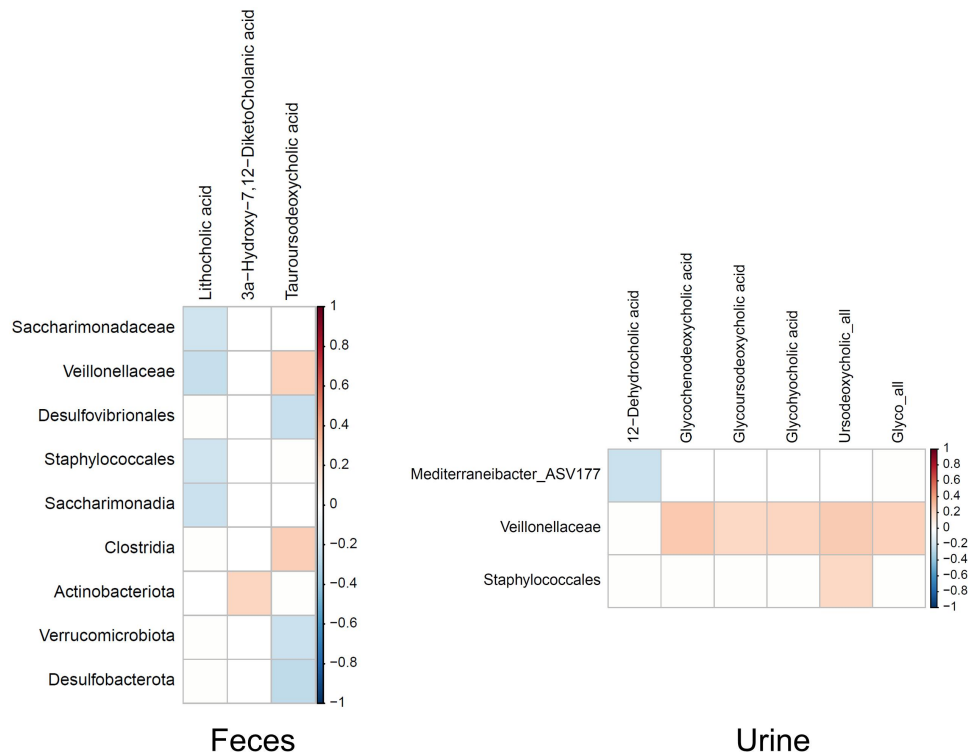 Lithocholic acid
3a−Hydroxy−7,12−DiketoCholanic acid
Tauroursodeoxycholic acid
Saccharimonadaceae
Veillonellaceae
Desulfovibrionales
Staphylococcales
Saccharimonadia
Clostridia
Actinobacteriota
Verrucomicrobiota
Desulfobacterota
1
0.8
0.6
0.4
0.2
0
−0.2
−0.4
−0.6
−0.8
−1
Feces
12−Dehydrocholic acid
Glycochenodeoxycholic acid
Glycoursodeoxycholic acid
Glycohyocholic acid
Ursodeoxycholic_all
Glyco_all
Mediterraneibacter_ASV177
Veillonellaceae
Staphylococcales
1
0.8
0.6
0.4
0.2
0
−0.2
−0.4
−0.6
−0.8
−1
Urine